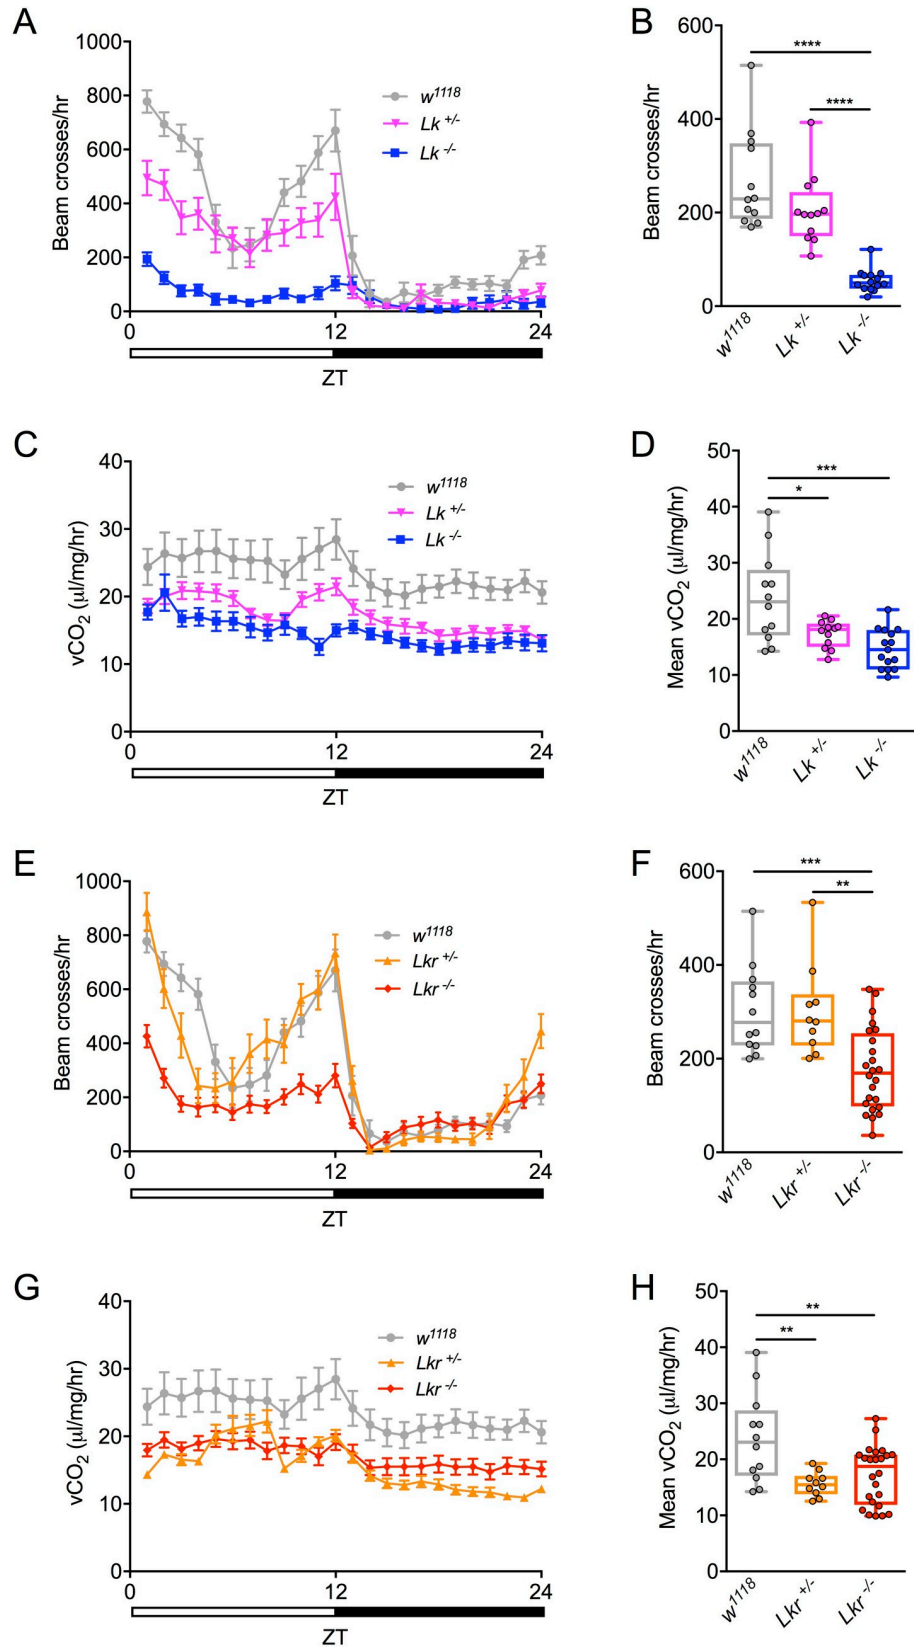 A
Beam crosses/hr
1000
800
600
400
200
0
0 12 24
ZT
w1118
Lk +/-
Lk -/-
B
Beam crosses/hr
600
400
200
0
****
****
w1118 Lk +/- Lk -/-
C
vCO2 (µl/mg/hr)
40
30
20
10
0
0 12 24
ZT
w1118
Lk +/-
Lk -/-
D
Mean vCO2 (µl/mg/hr)
50
40
30
20
10
0
***
*
w1118 Lk +/- Lk -/-
E
Beam crosses/hr
1000
800
600
400
200
0
0 12 24
ZT
w1118
Lkr +/-
Lkr -/-
F
Beam crosses/hr
600
400
200
0
***
**
w1118 Lkr +/- Lkr -/-
G
vCO2 (µl/mg/hr)
40
30
20
10
0
0 12 24
ZT
w1118
Lkr +/-
Lkr -/-
H
Mean vCO2 (µl/mg/hr)
50
40
30
20
10
0
**
**
w1118 Lkr +/- Lkr -/-